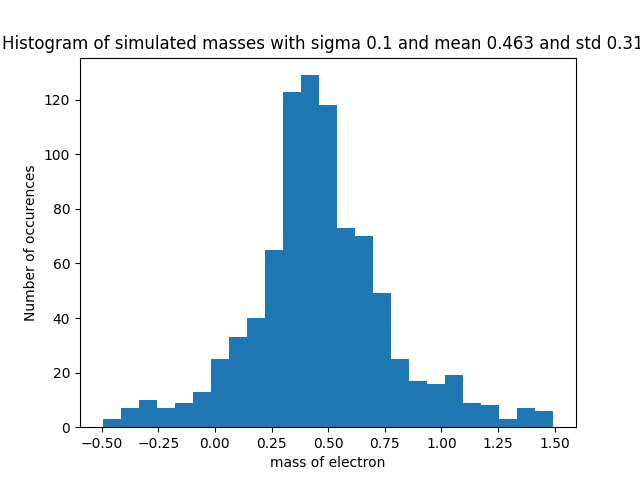 Histogram of simulated masses with sigma 0.1 and mean 0.463 and std 0.31
120
100
80
60
40
20
0
Number of occurences
−0.50 −0.25 0.00 0.25 0.50 0.75 1.00 1.25 1.50
mass of electron